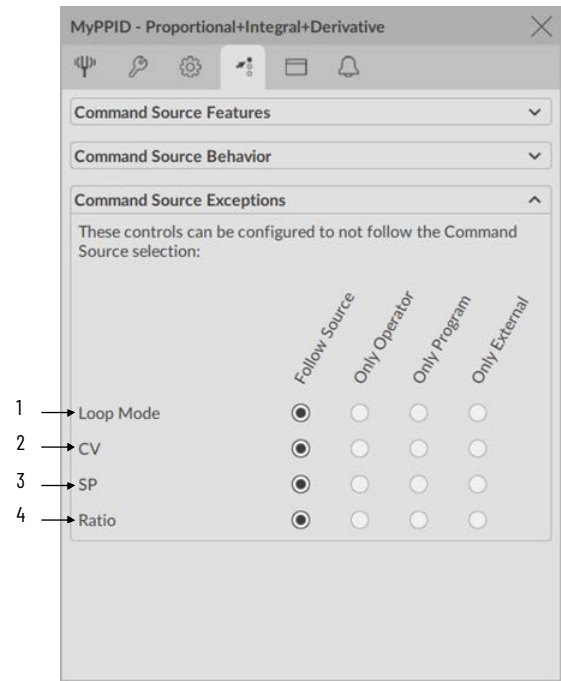 MyPPID - Proportional+Integral+Derivative
Command Source Features
Command Source Behavior
Command Source Exceptions
These controls can be configured to not follow the Command
Source selection:
Follow Source
Only Operator
Only Program
Only External
1 Loop Mode
2 CV
3 SP
4 Ratio